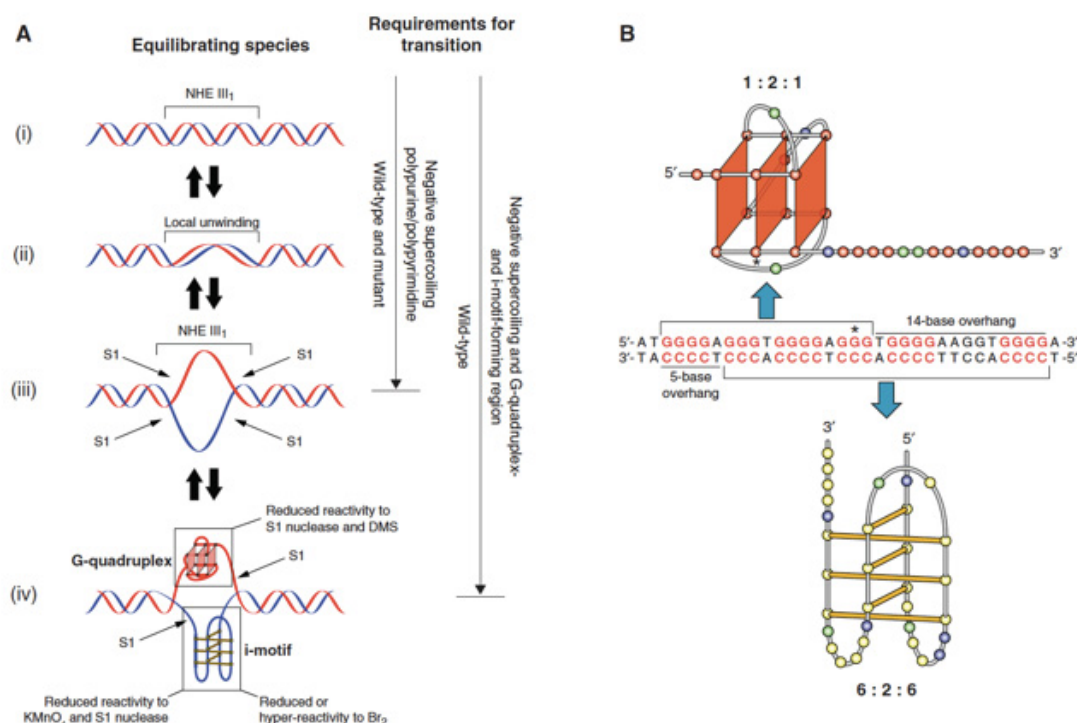 A
Equilibrating species
Requirements for
transition
(i)
NHE III1
(ii)
Local unwinding
(iii)
NHE III1
S1
S1
S1
S1
Negative supercoiling
polypurine/polypyrimidine
Wild-type and mutant
Negative supercoiling and G-quadruplex-
and i-motif-forming region
Wild-type
(iv)
Reduced reactivity to
S1 nuclease and DMS
G-quadruplex
S1
S1
i-motif
Reduced reactivity to
KMnO4 and S1 nuclease
Reduced or
hyper-reactivity to Br2
B
1 : 2 : 1
5′
*
3′
* 14-base overhang
5′- ATGGGGAGGGTGGGGAGGGTGGGGAAGGTGGGGA-3′
3′- TACCCCTCCCACCCCTCCCACCCCTTCCACCCCT-5′
5-base
overhang
3′
5′
6 : 2 : 6